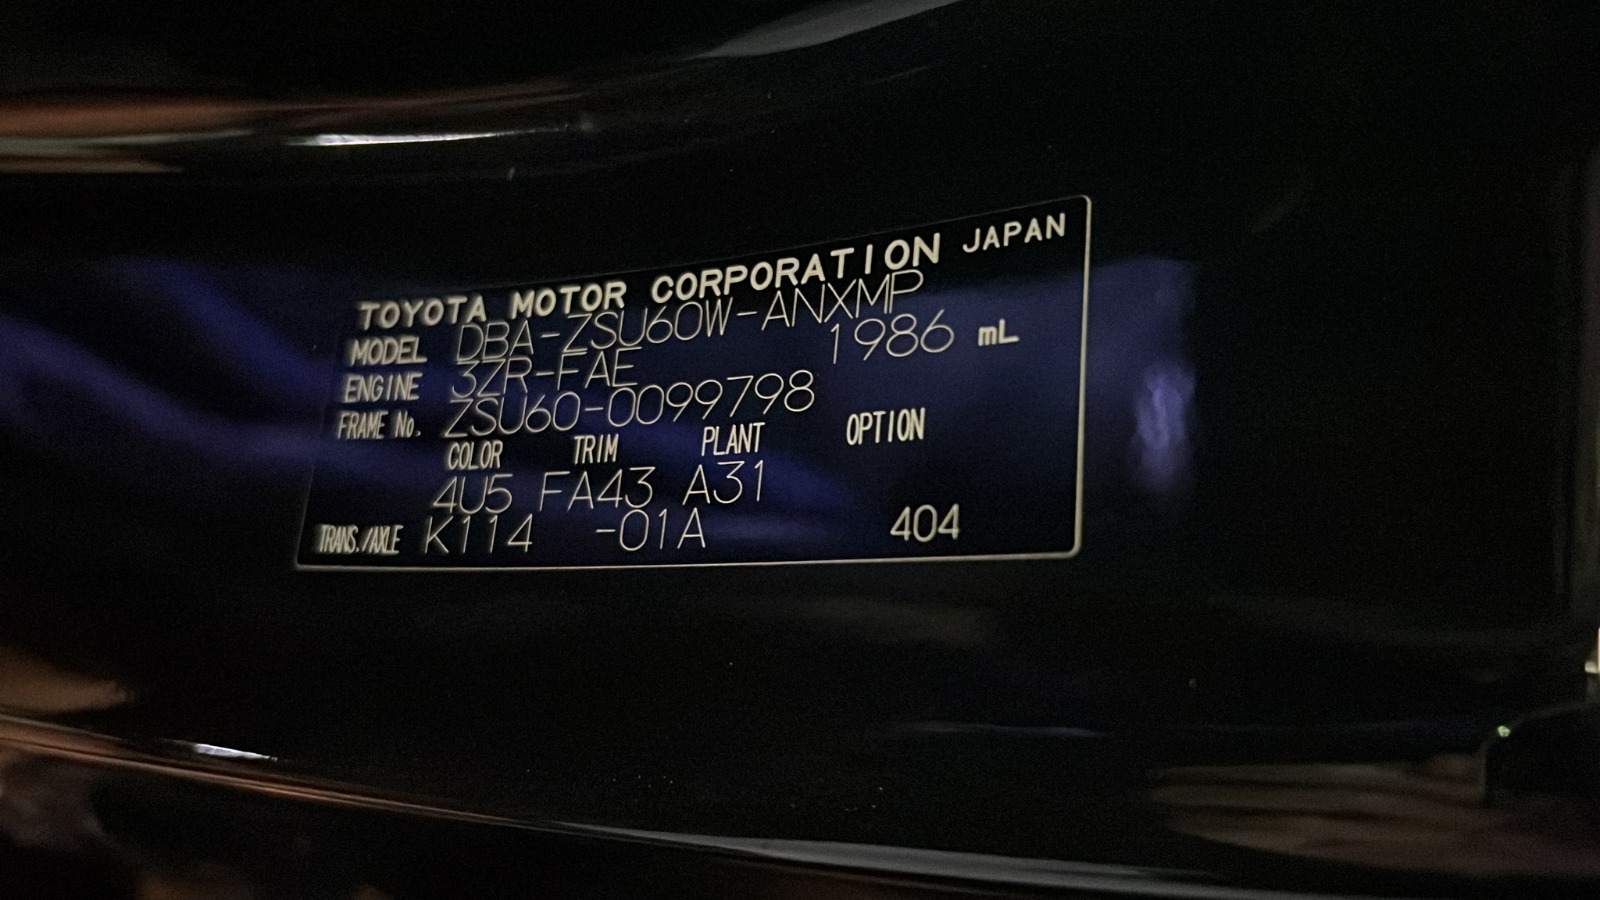 TOYOTA MOTOR CORPORATION JAPAN
MODEL DBA-ZSU60W-ANXMP
ENGINE 3ZR-FAE 1986 mL
FRAME No. ZSU60-0099798
COLOR TRIM PLANT OPTION
4U5 FA43 A31
TRANS./AXLE K114 -01A 404